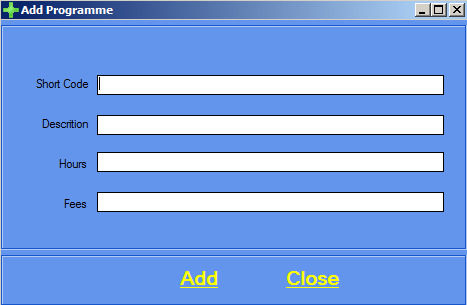 Add Programme
Short Code
Descrition
Hours
Fees
Add Close